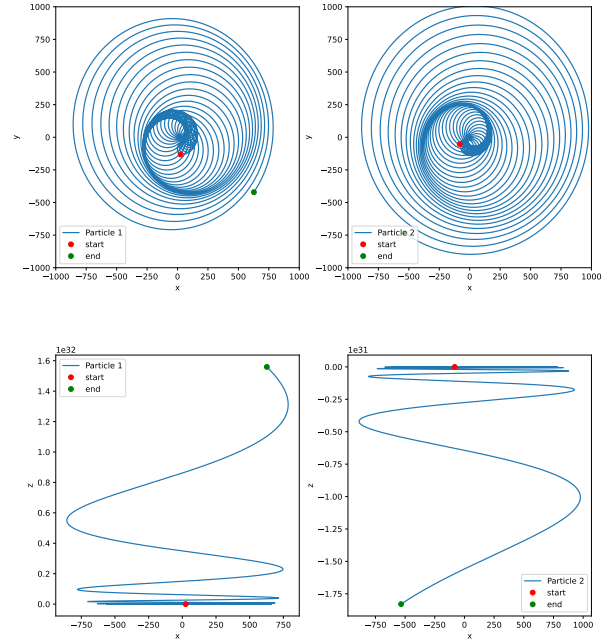 1000
750
500
250
0
−250
−500
−750
−1000
y
−1000 −750 −500 −250 0 250 500 750 1000
x
Particle 1
start
end
1000
750
500
250
0
−250
−500
−750
−1000
y
−1000 −750 −500 −250 0 250 500 750 1000
x
Particle 2
start
end
1e32
1.6
1.4
1.2
1.0
0.8
0.6
0.4
0.2
0.0
z
−750 −500 −250 0 250 500 750
x
Particle 1
start
end
1e31
0.00
−0.25
−0.50
−0.75
−1.00
−1.25
−1.50
−1.75
z
−750 −500 −250 0 250 500 750
x
Particle 2
start
end